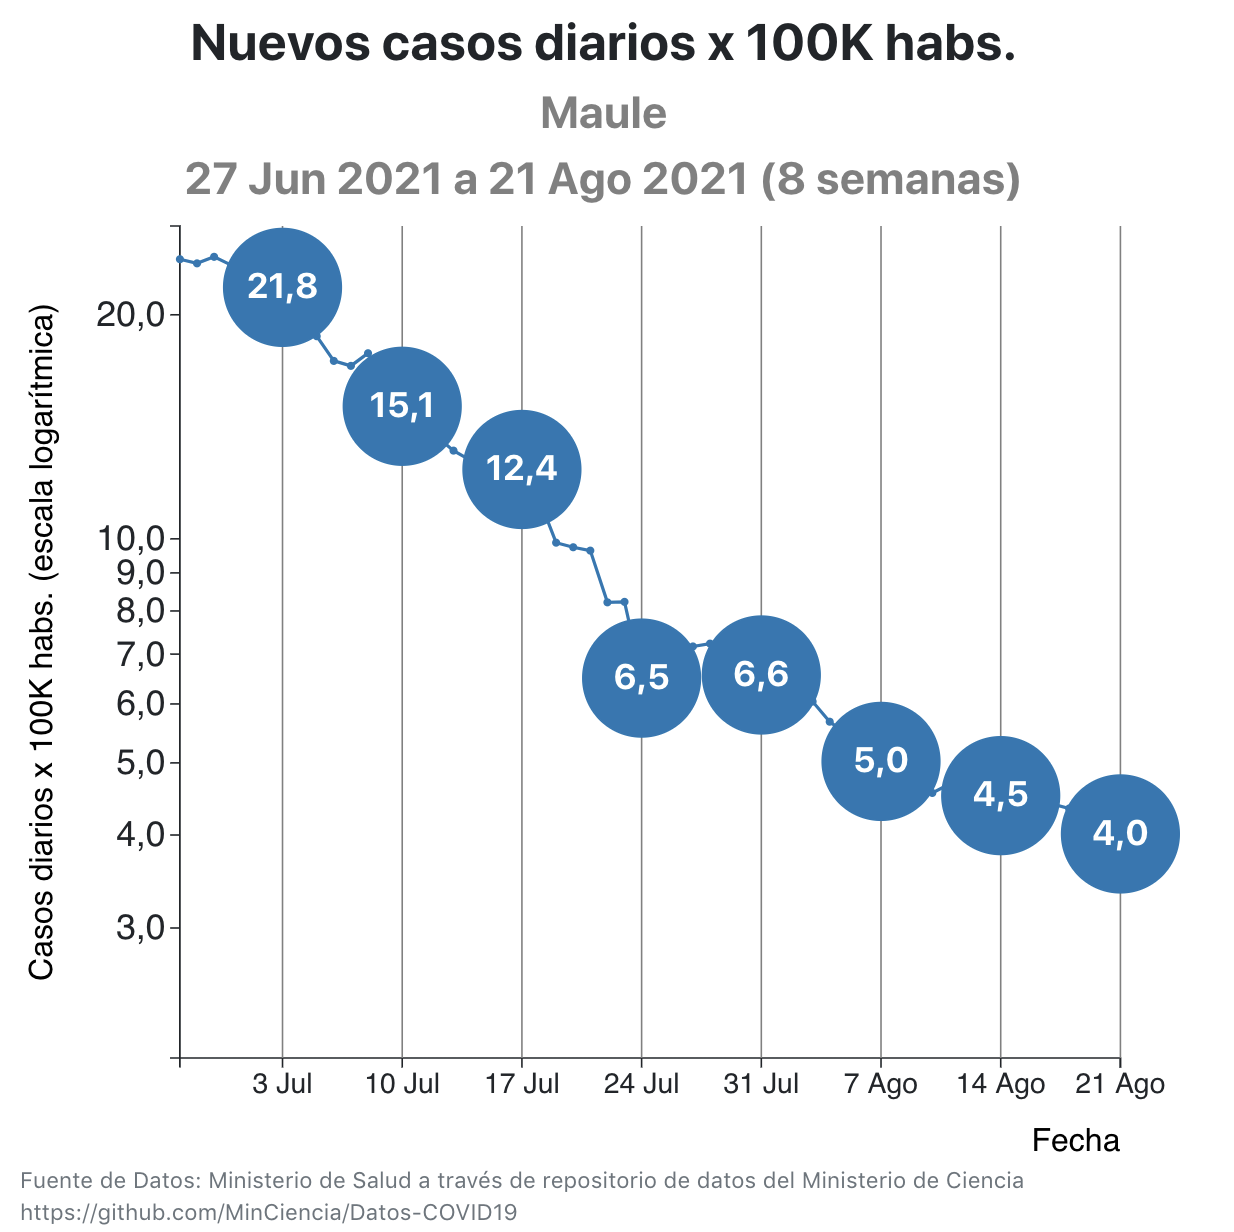 Nuevos casos diarios x 100K habs.
Maule
27 Jun 2021 a 21 Ago 2021 (8 semanas)
Casos diarios x 100K habs. (escala logarítmica)
20,0
10,0
9,0
8,0
7,0
6,0
5,0
4,0
3,0
21,8
15,1
12,4
6,5
6,6
5,0
4,5
4,0
3 Jul
10 Jul
17 Jul
24 Jul
31 Jul
7 Ago
14 Ago
21 Ago
Fecha
Fuente de Datos: Ministerio de Salud a través de repositorio de datos del Ministerio de Ciencia
https://github.com/MinCiencia/Datos-COVID19